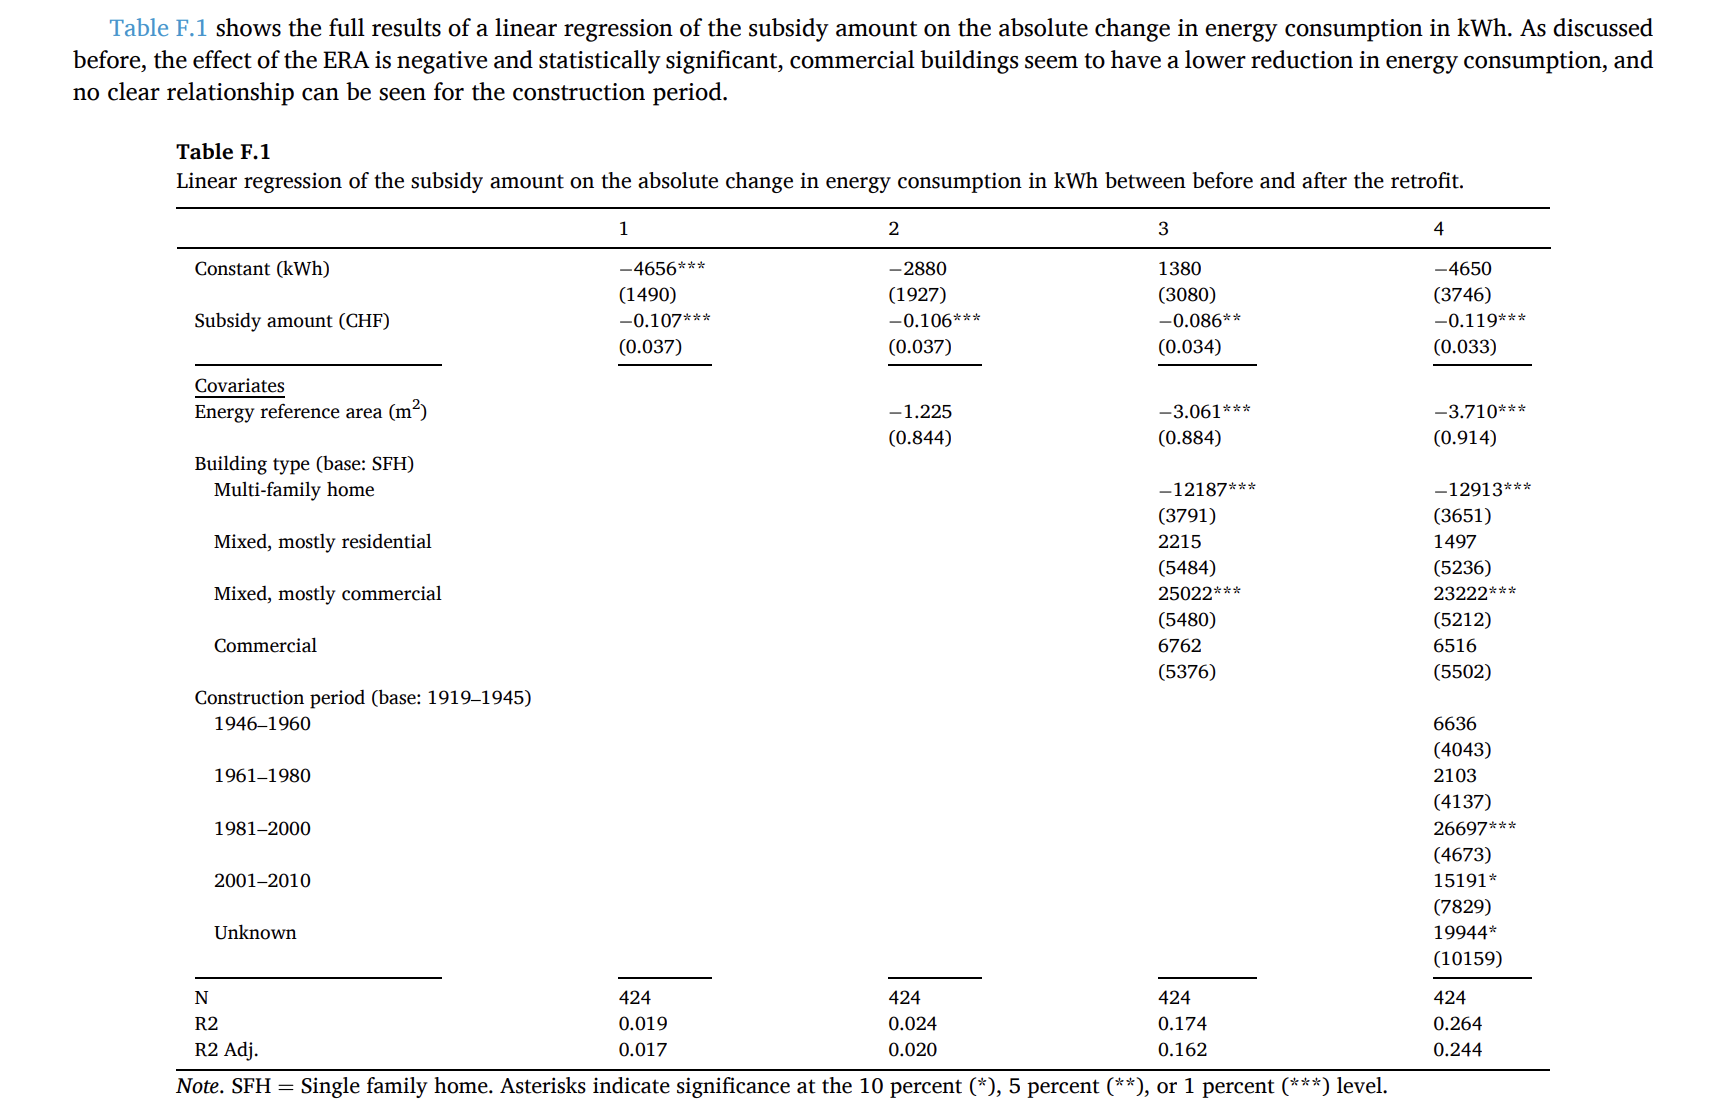 Table F.1 shows the full results of a linear regression of the subsidy amount on the absolute change in energy consumption in kWh. As discussed
before, the effect of the ERA is negative and statistically significant, commercial buildings seem to have a lower reduction in energy consumption, and
no clear relationship can be seen for the construction period.
Table F.1
Linear regression of the subsidy amount on the absolute change in energy consumption in kWh between before and after the retrofit.
1 2 3 4
Constant (kWh) −4656*** −2880 1380 −4650
(1490) (1927) (3080) (3746)
Subsidy amount (CHF) −0.107*** −0.106*** −0.086** −0.119***
(0.037) (0.037) (0.034) (0.033)
Covariates
Energy reference area (m²) −1.225 −3.061*** −3.710***
(0.844) (0.884) (0.914)
Building type (base: SFH)
Multi-family home −12187*** −12913***
(3791) (3651)
Mixed, mostly residential 2215 1497
(5484) (5236)
Mixed, mostly commercial 25022*** 23222***
(5480) (5212)
Commercial 6762 6516
(5376) (5502)
Construction period (base: 1919–1945)
1946–1960 6636
(4043)
1961–1980 2103
(4137)
1981–2000 26697***
(4673)
2001–2010 15191*
(7829)
Unknown 19944*
(10159)
N 424 424 424 424
R2 0.019 0.024 0.174 0.264
R2 Adj. 0.017 0.020 0.162 0.244
Note. SFH = Single family home. Asterisks indicate significance at the 10 percent (*), 5 percent (**), or 1 percent (***) level.